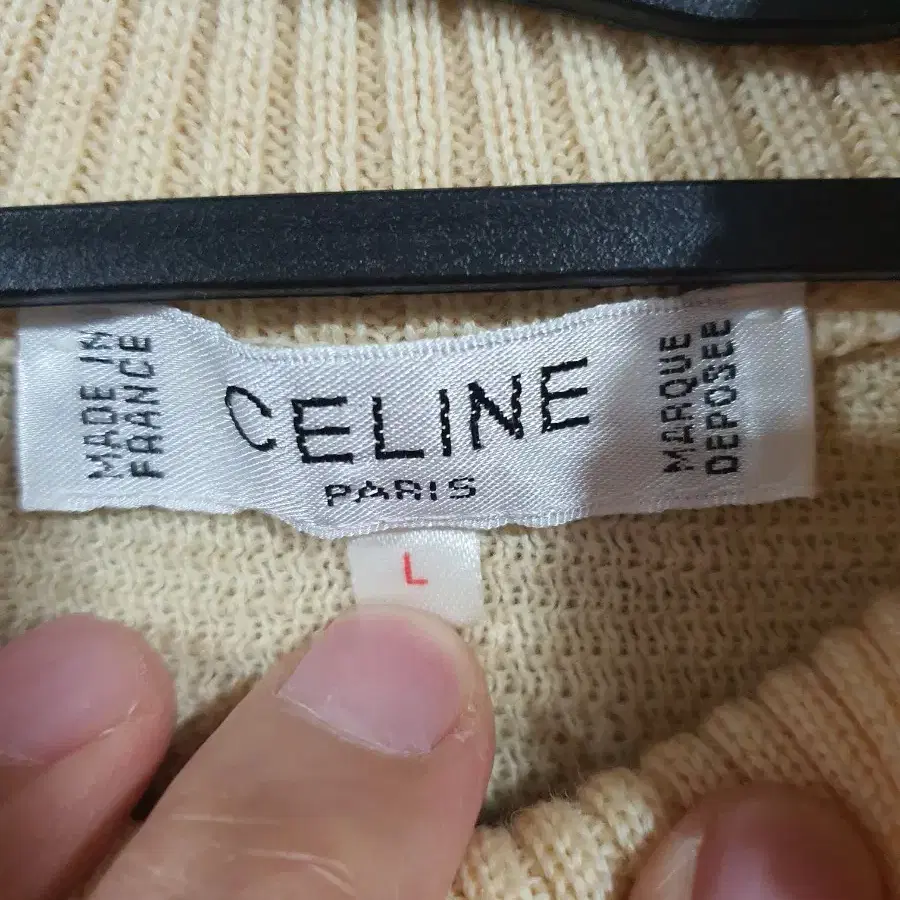 MADE IN
FRANCE
CELINE
PARIS
MARQUE
DEPOSEE
L